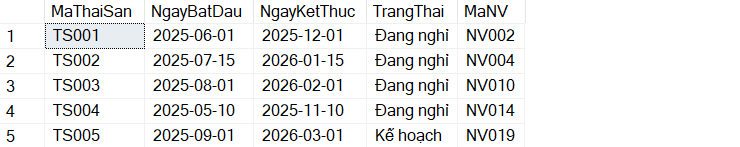 MaThaiSan NgayBatDau NgayKetThuc TrangThai MaNV
1 TS001 2025-06-01 2025-12-01 Đang nghỉ NV002
2 TS002 2025-07-15 2026-01-15 Đang nghỉ NV004
3 TS003 2025-08-01 2026-02-01 Đang nghỉ NV010
4 TS004 2025-05-10 2025-11-10 Đang nghỉ NV014
5 TS005 2025-09-01 2026-03-01 Kế hoạch NV019